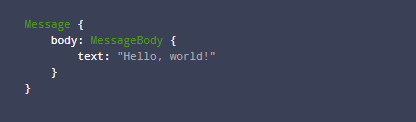 Message {
    body: MessageBody {
        text: "Hello, world!"
    }
}